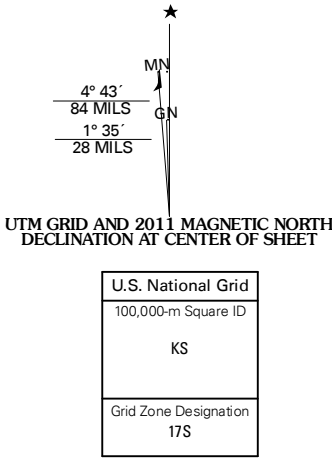 MN
4° 43´
84 MILS
GN
1° 35´
28 MILS
UTM GRID AND 2011 MAGNETIC NORTH
DECLINATION AT CENTER OF SHEET
U.S. National Grid
100,000-m Square ID
KS
Grid Zone Designation
17S